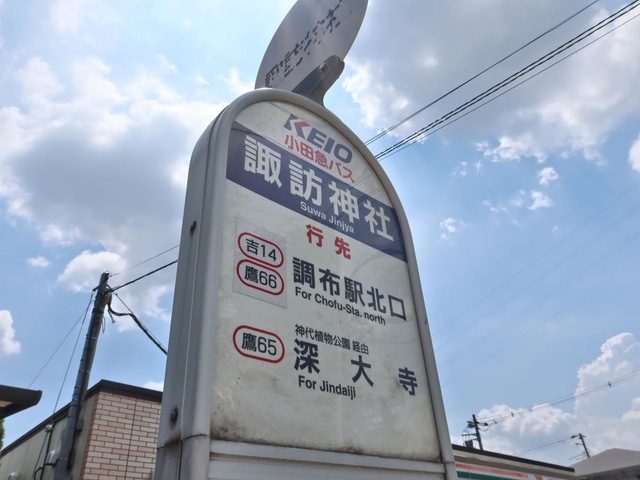 KEIO
小田急バス
諏訪神社
Suwa Jinjya
行先
吉14
鷹66
調布駅北口
For Chofu-Sta. north
鷹65
神代植物公園 経由
深大寺
For Jindaiji